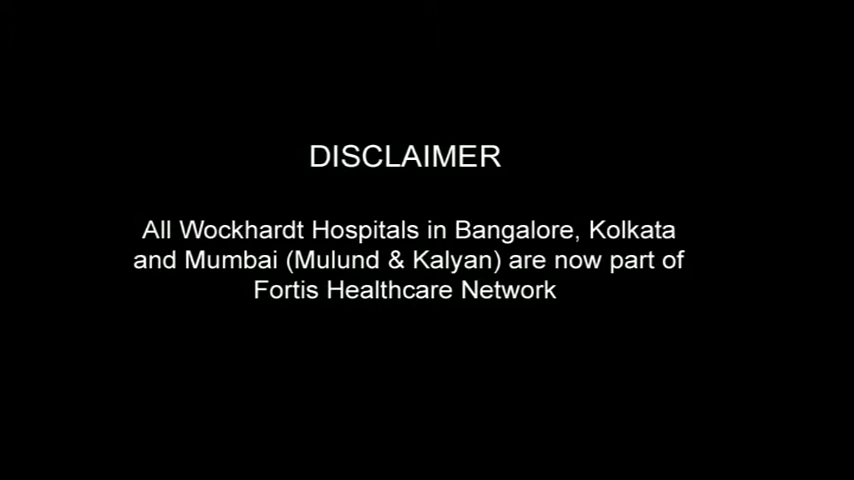 DISCLAIMER
All Wockhardt Hospitals in Bangalore, Kolkata
and Mumbai (Mulund & Kalyan) are now part of
Fortis Healthcare Network